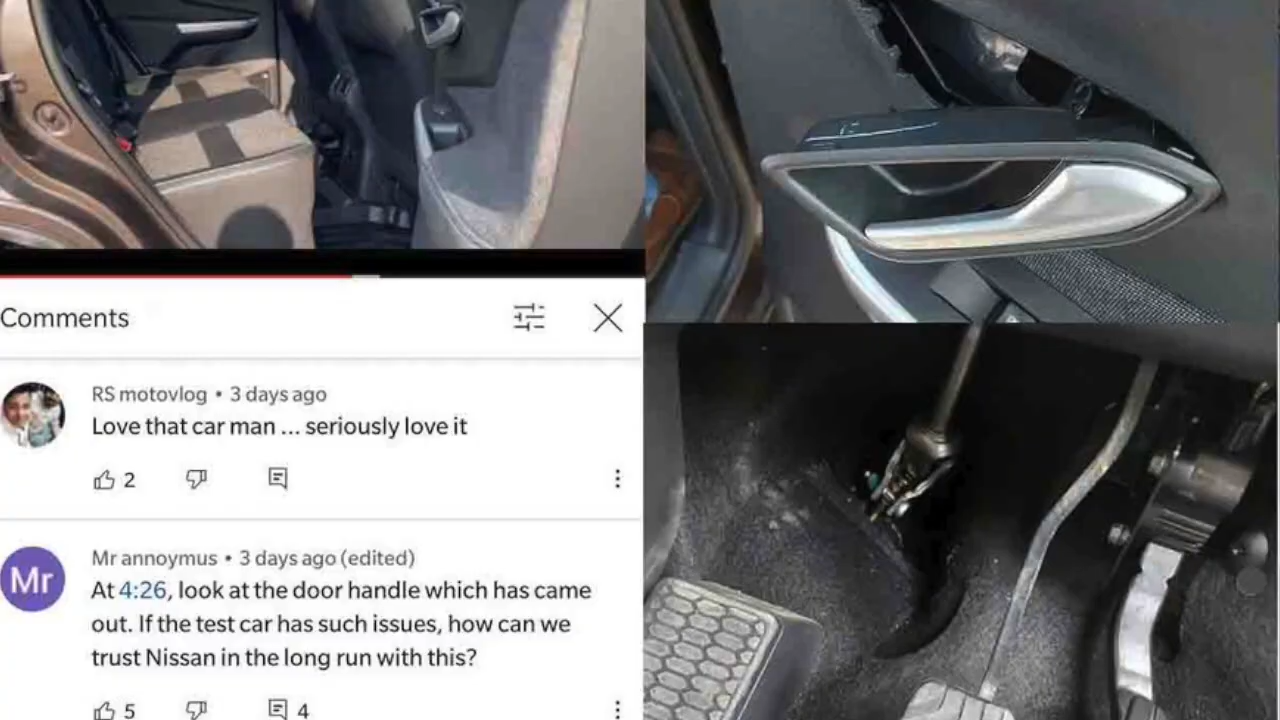 Comments
RS motovlog • 3 days ago
Love that car man ... seriously love it
2
Mr
Mr annoymus • 3 days ago (edited)
At 4:26, look at the door handle which has came
out. If the test car has such issues, how can we
trust Nissan in the long run with this?
5 4